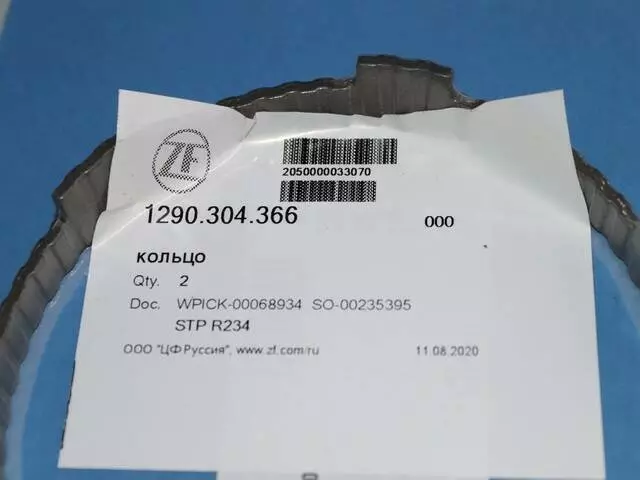 ZF
2050000033070
1290.304.366 000
кольцо
Qty. 2
Doc. WPICK-00068934 SO-00235395
STP R234
ООО "ЦФ Руссия", www.zf.com/ru 11.08.2020